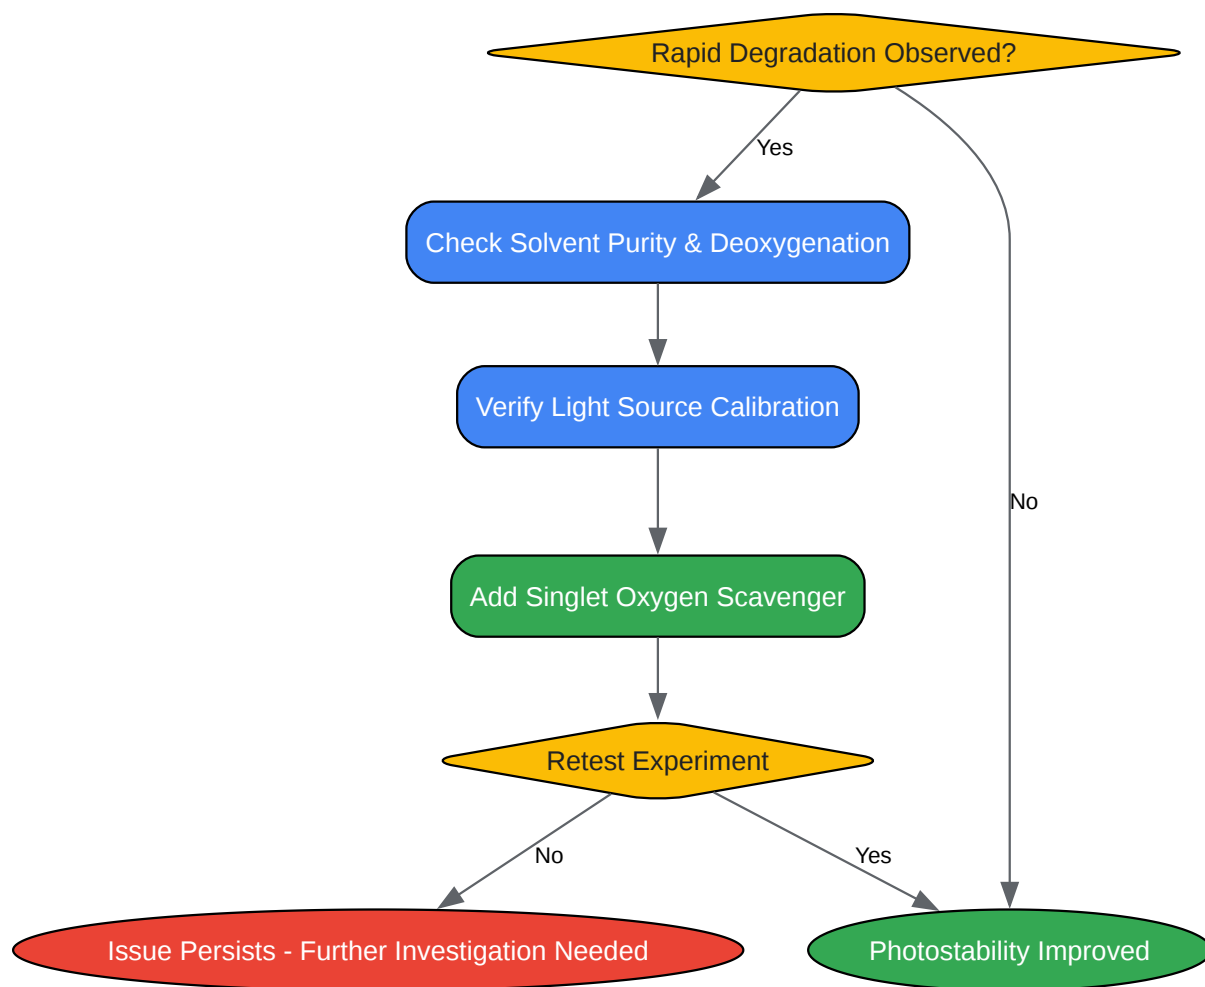 Rapid Degradation Observed?
Yes
Check Solvent Purity & Deoxygenation
Verify Light Source Calibration
No
Add Singlet Oxygen Scavenger
Retest Experiment
No
Yes
Issue Persists - Further Investigation Needed
Photostability Improved